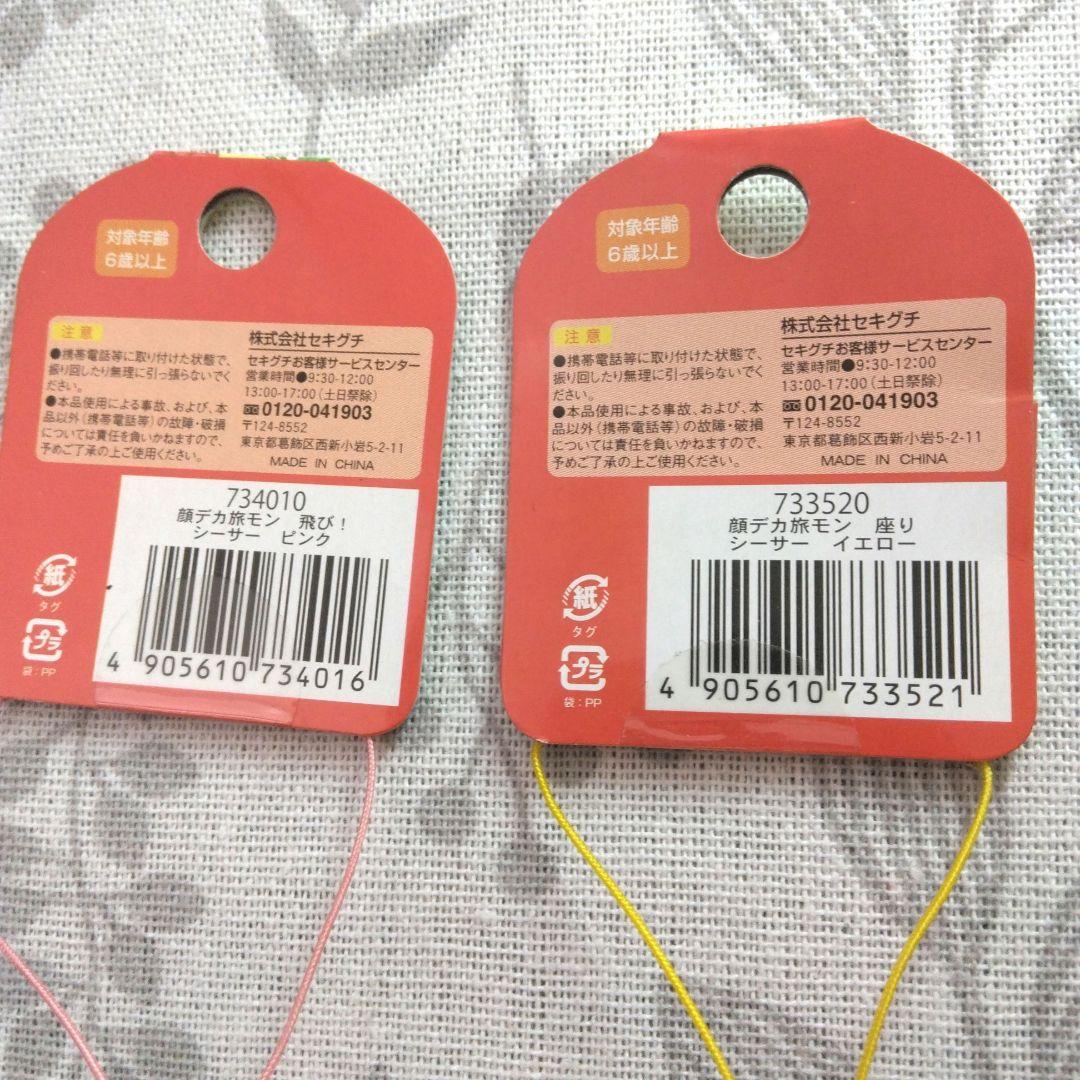 対象年齢
6歳以上
注意
●携帯電話等に取り付けた状態で、
振り回したり無理に引っ張らないでく
ださい。
●本品使用による事故、および、本
品以外(携帯電話等)の故障・破損
については責任を負いかねますので、
予めご了承の上ご使用ください。
株式会社セキグチ
セキグチお客様サービスセンター
営業時間●9:30-12:00
13:00-17:00(土日祭除)
0120-041903
〒124-8552
東京都葛飾区西新小岩5-2-11
MADE IN CHINA
734010
顔デカ旅モン 飛び!
シーサー ピンク
4 905610 734016
紙
タグ
プラ
袋:PP
対象年齢
6歳以上
注意
●携帯電話等に取り付けた状態で、
振り回したり無理に引っ張らないでく
ださい。
●本品使用による事故、および、本
品以外(携帯電話等)の故障・破損
については責任を負いかねますので、
予めご了承の上ご使用ください。
株式会社セキグチ
セキグチお客様サービスセンター
営業時間●9:30-12:00
13:00-17:00(土日祭除)
0120-041903
〒124-8552
東京都葛飾区西新小岩5-2-11
MADE IN CHINA
733520
顔デカ旅モン 座り
シーサー イエロー
4 905610 733521
紙
タグ
プラ
袋:PP